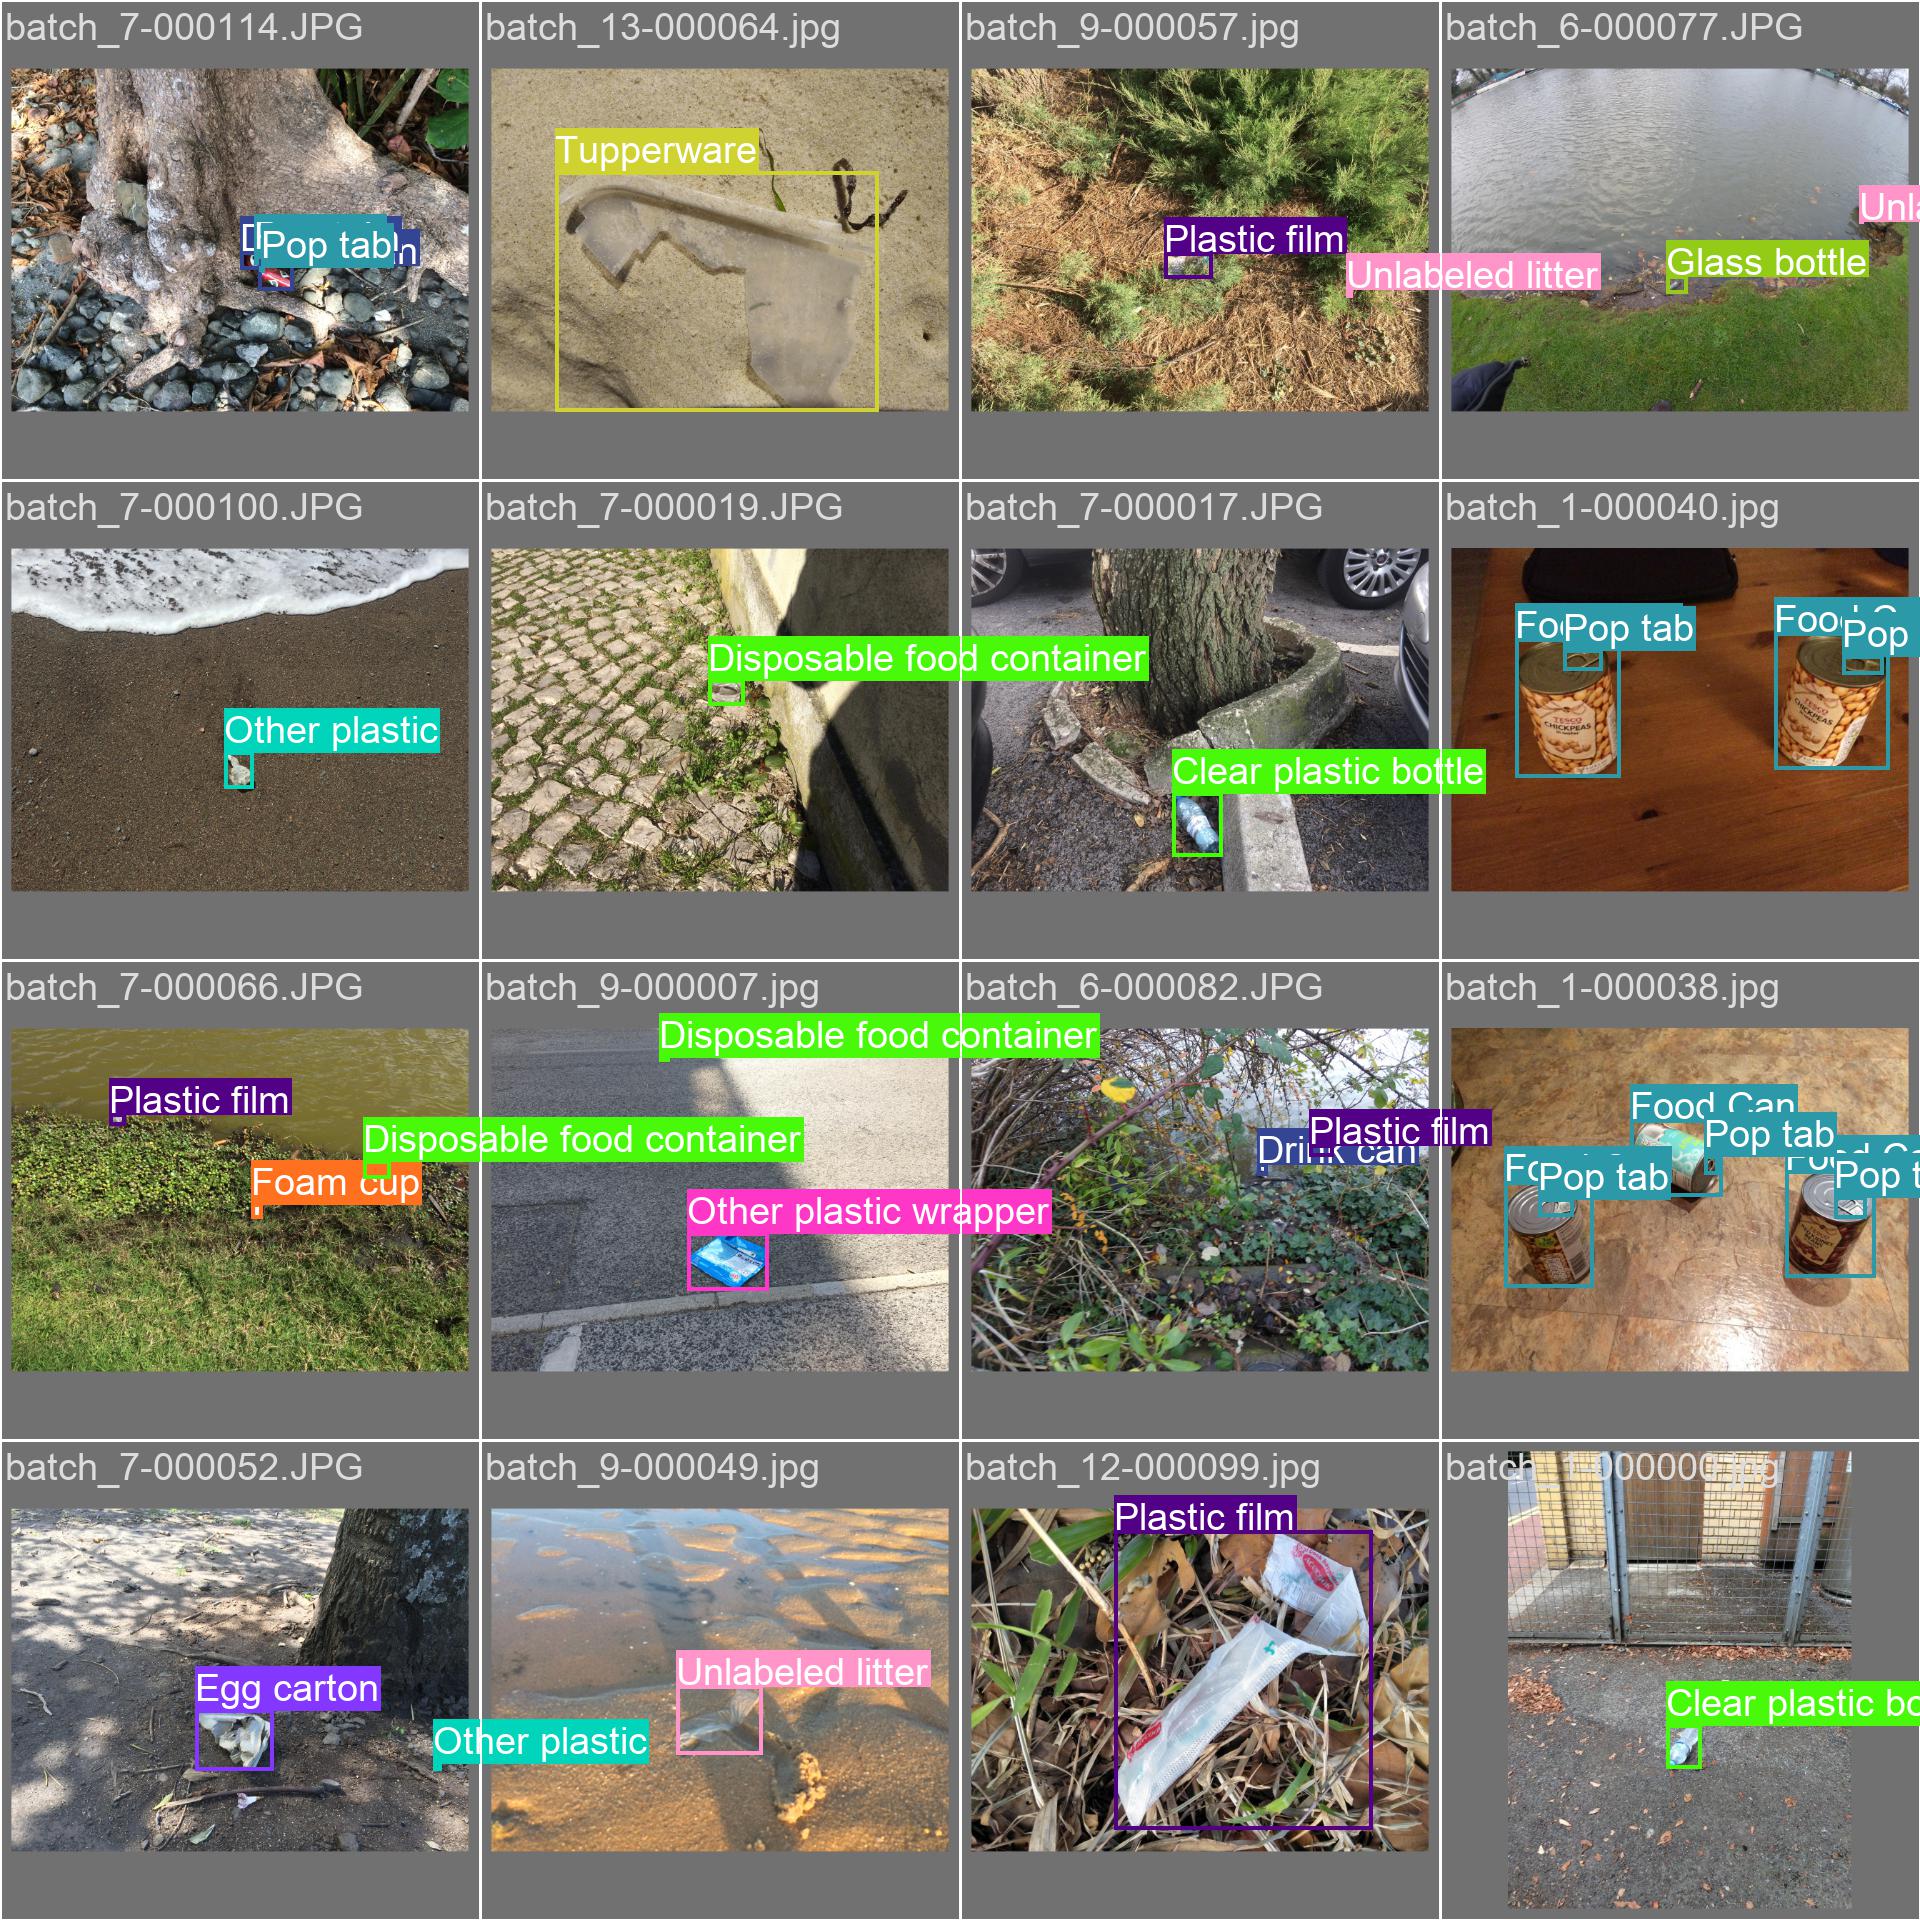 batch_7-000114.JPG
Pop tab
batch_13-000064.jpg
Tupperware
batch_9-000057.jpg
Plastic film
Unlabeled litter
batch_6-000077.JPG
Unl
Glass bottle
batch_7-000100.JPG
Other plastic
batch_7-000019.JPG
Disposable food container
batch_7-000017.JPG
Clear plastic bottle
batch_1-000040.jpg
Pop tab
Food C
Pop
TESCO
CHICKPEAS
TESCO
CHICKPEAS
batch_7-000066.JPG
Plastic film
Disposable food container
Foam cup
batch_9-000007.jpg
Disposable food container
Other plastic wrapper
batch_6-000082.JPG
Plastic film
Drink can
batch_1-000038.jpg
Food Can
Pop tab
Pop tab
Pop t
batch_7-000052.JPG
Egg carton
Other plastic
batch_9-000049.jpg
Unlabeled litter
batch_12-000099.jpg
Plastic film
batch_1-000000.jpg
Clear plastic bo